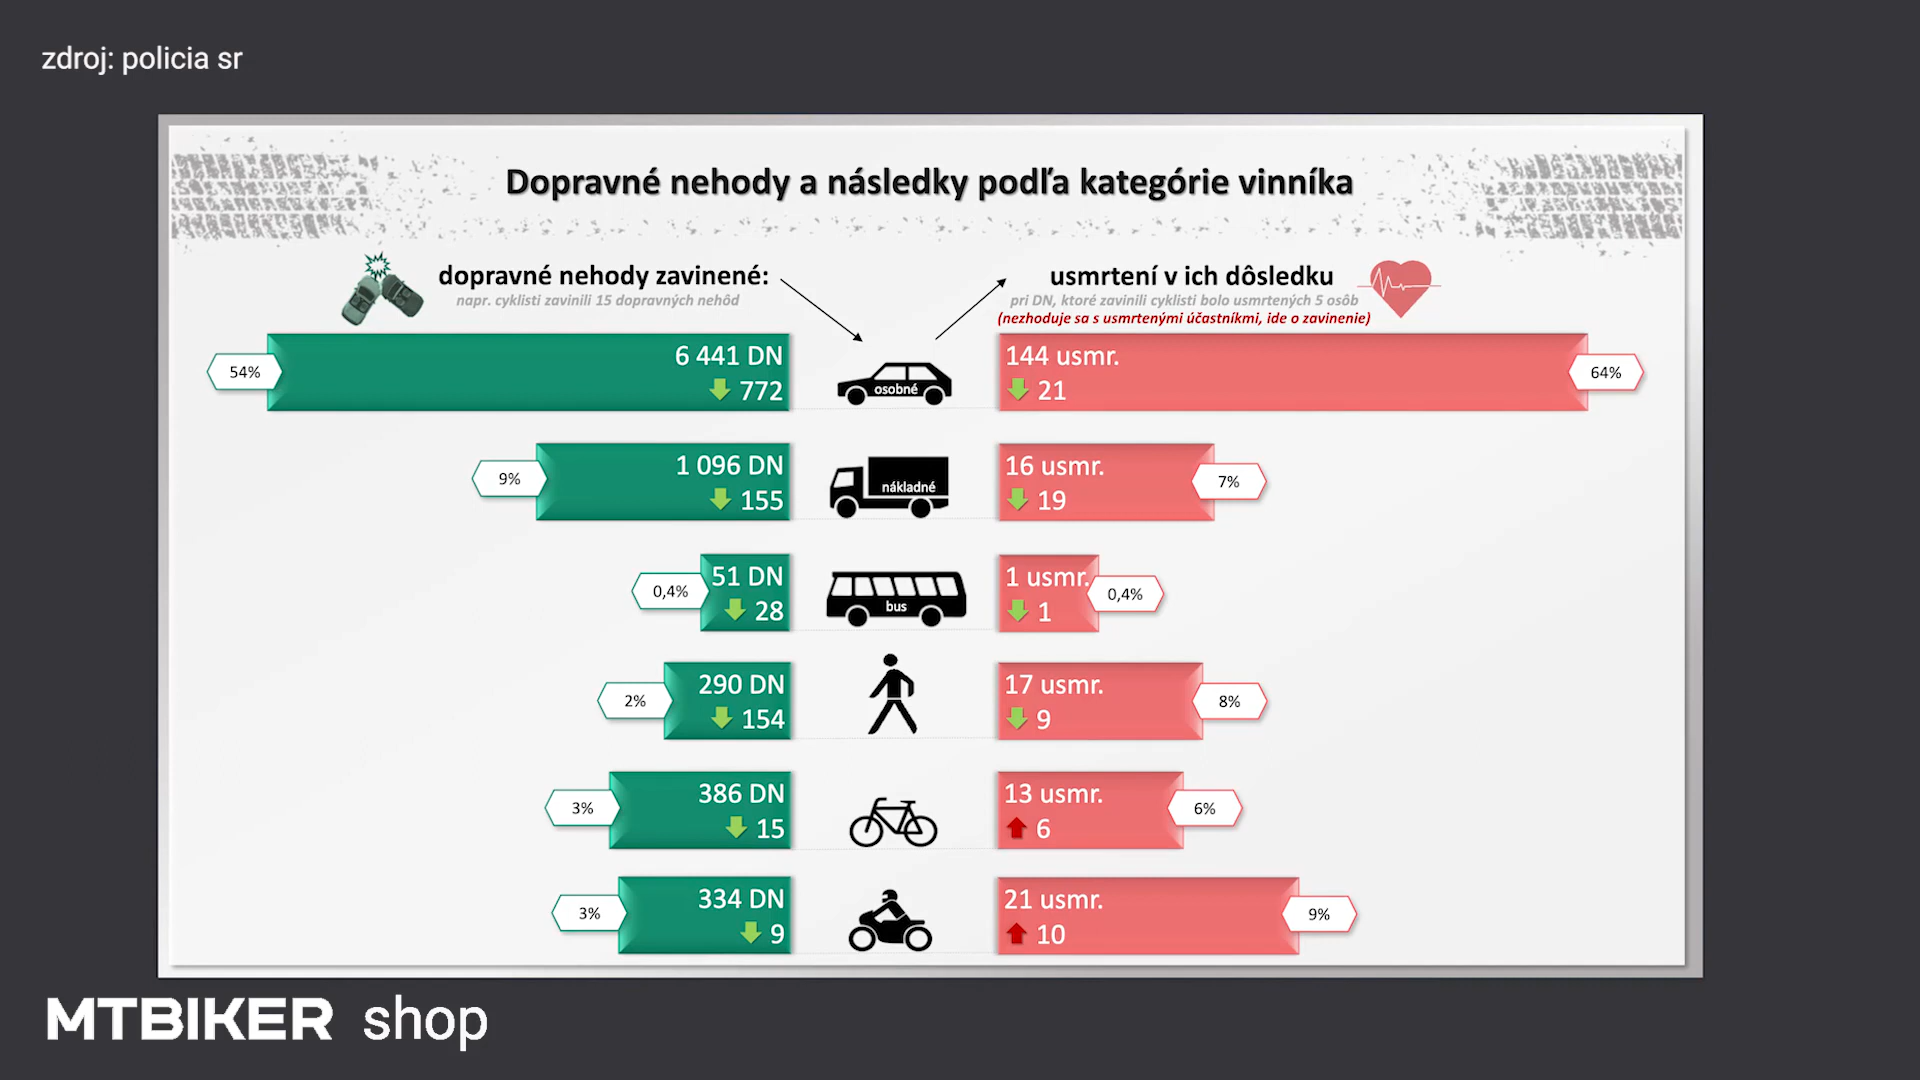 zdroj: policia sr
Dopravné nehody a následky podľa kategórie vinníka
dopravné nehody zavinené:
napr. cyklisti zavinili 15 dopravných nehôd
usmrtení v ich dôsledku
pri DN, ktoré zavinili cyklisti bolo usmrtených 5 osôb
(nezhoduje sa s usmrtenými účastníkmi, ide o zavinenie)
54%
6 441 DN
772
osobné
144 usmr.
21
64%
9%
1 096 DN
155
nákladné
16 usmr.
19
7%
0,4%
51 DN
28
bus
1 usmr.
1
0,4%
2%
290 DN
154
17 usmr.
9
8%
3%
386 DN
15
13 usmr.
6
6%
3%
334 DN
9
21 usmr.
10
9%
MTBIKER shop